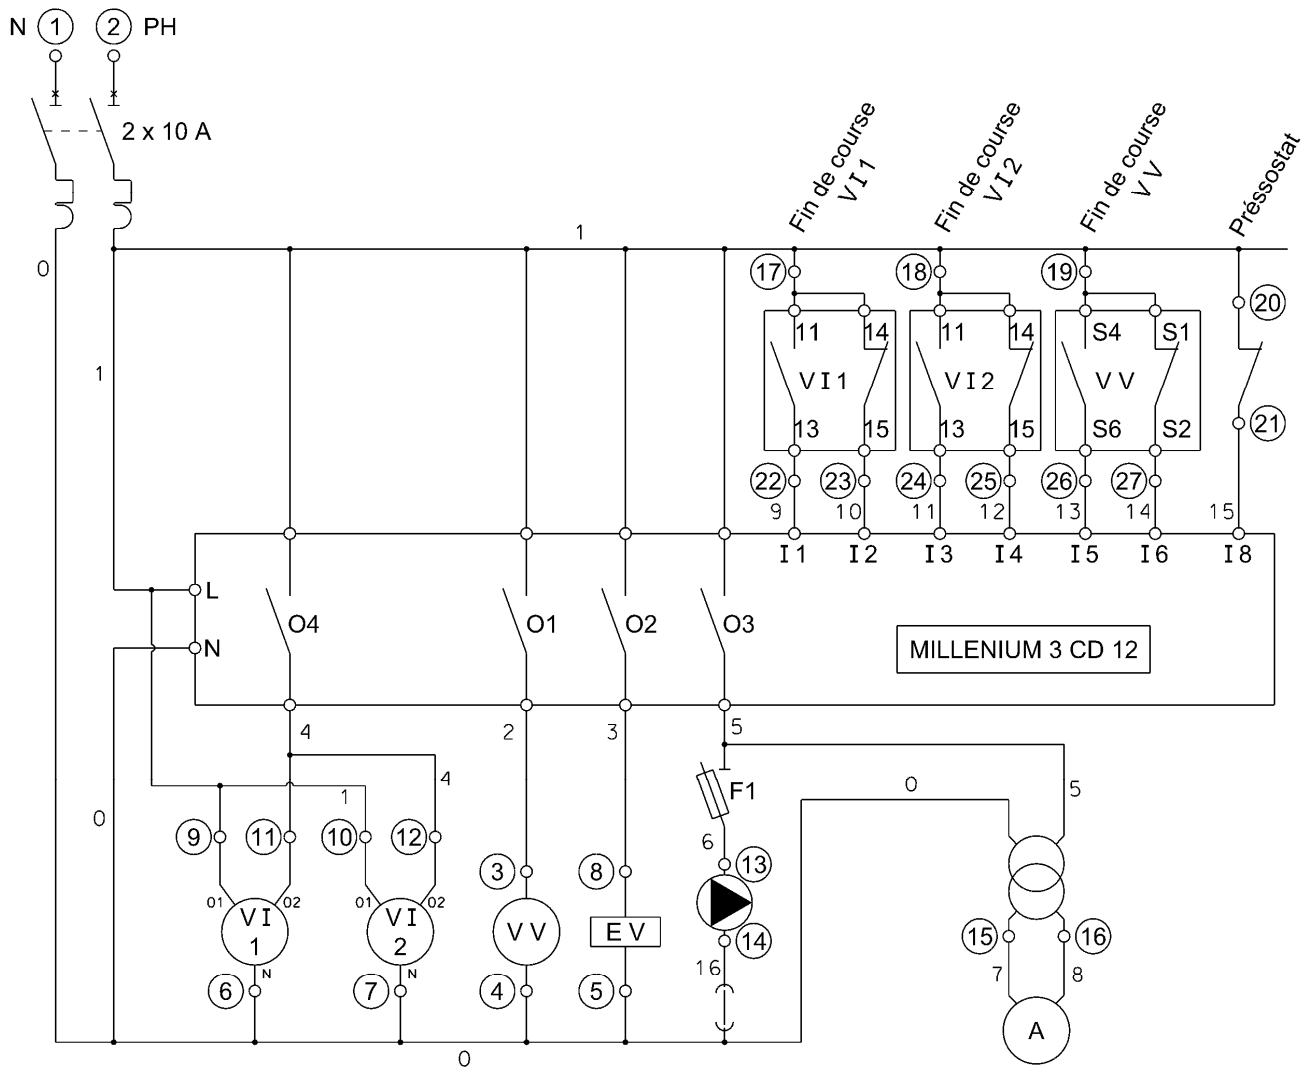 N 1 2 PH
2 x 10 A
Fin de course
VI1
Fin de course
VI2
Fin de course
VV
Préssostat
1
0
17 18 19 20
11 14 11 14 S4 S1
1
VI1 VI2 VV
21
13 15 13 15 S6 S2
22 23 24 25 26 27
9 10 11 12 13 14 15
I1 I2 I3 I4 I5 I6 I8
L
O4 O1 O2 O3
N
MILLENIUM 3 CD 12
4 2 3 5
4
1 F1 0 5
0
9 11 10 12 6
3 8 13
O1 O2 O1 O2
VI
1
VI
2
VV EV
14 15 16
N N 16 7 8
6 7 4 5
A
0